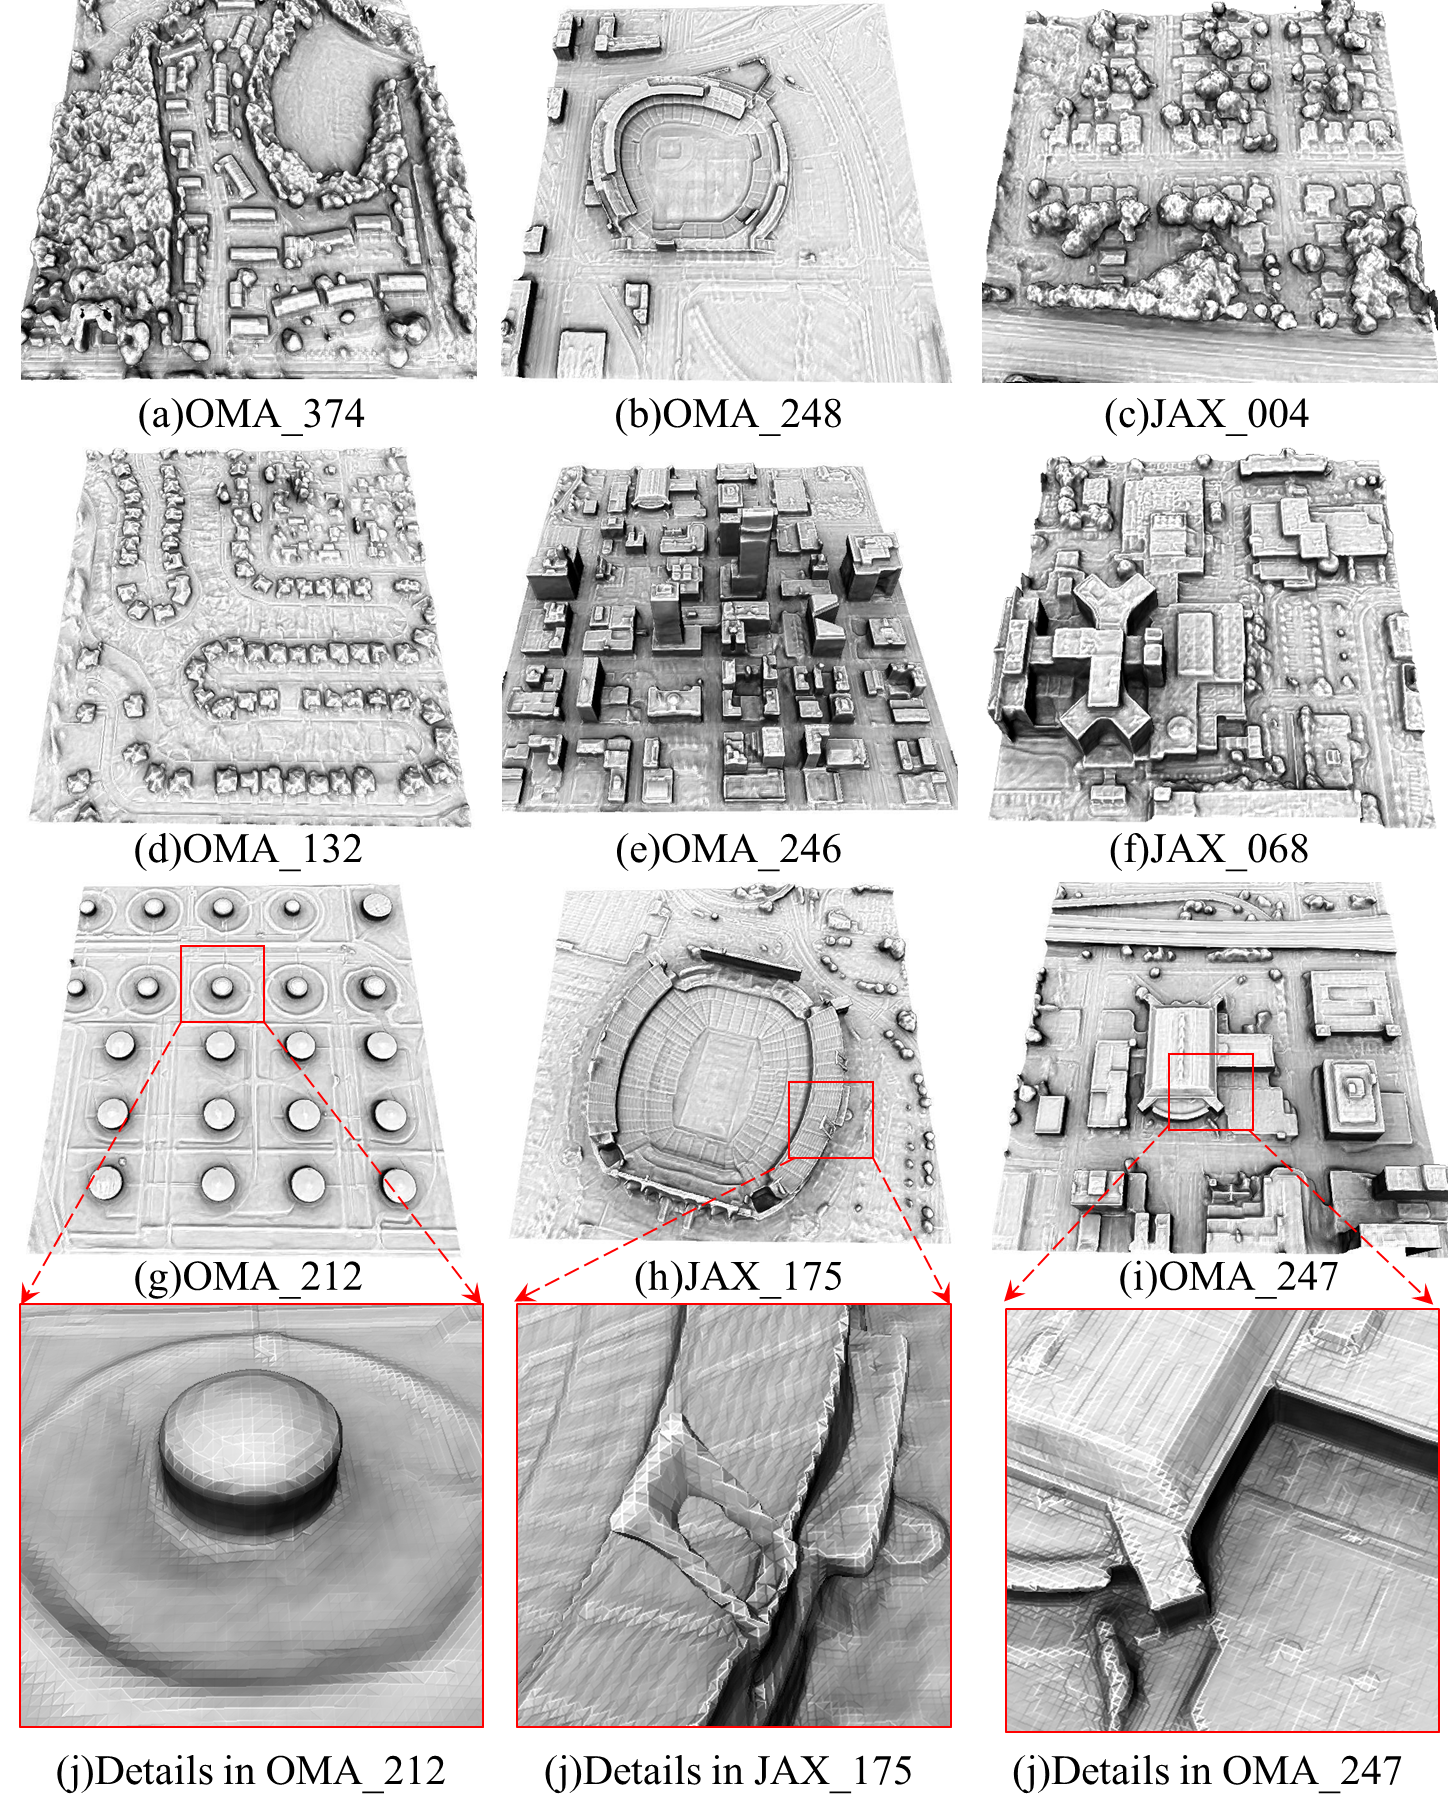 (a)OMA_374
(b)OMA_248
(c)JAX_004
(d)OMA_132
(e)OMA_246
(f)JAX_068
(g)OMA_212
(h)JAX_175
(i)OMA_247
(j)Details in OMA_212
(j)Details in JAX_175
(j)Details in OMA_247